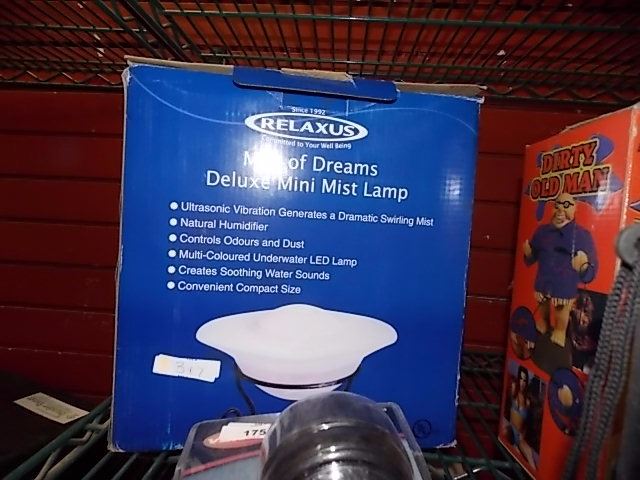 Since 1992
RELAXUS
Committed to Your Well Being
of Dreams
Deluxe Mini Mist Lamp
Ultrasonic Vibration Generates a Dramatic Swirling Mist
Natural Humidifier
Controls Odours and Dust
Multi-Coloured Underwater LED Lamp
Creates Soothing Water Sounds
Convenient Compact Size
317
175
DIRTY
OLD MAN